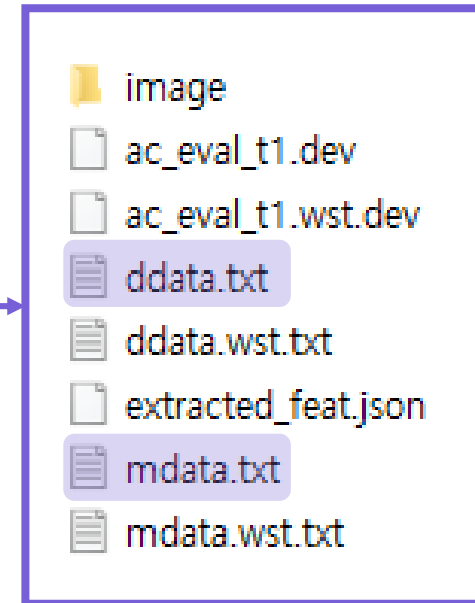 image
ac_eval_t1.dev
ac_eval_t1.wst.dev
ddata.txt
ddata.wst.txt
extracted_feat.json
mdata.txt
mdata.wst.txt